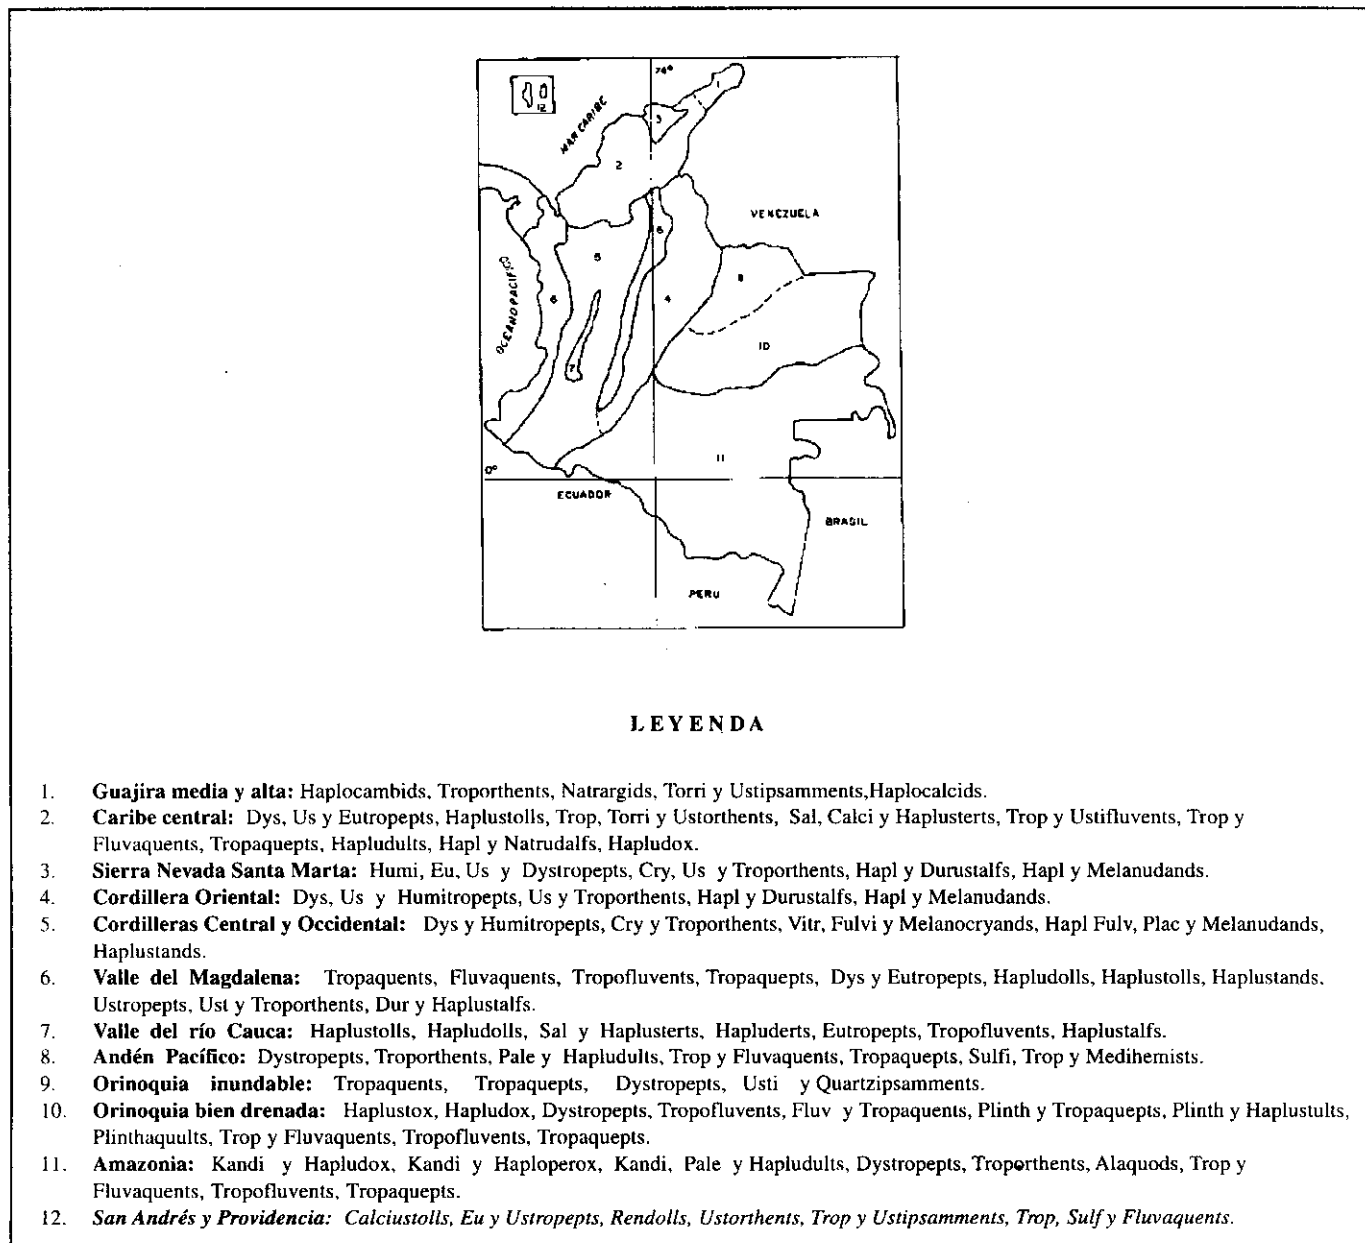 74°
1
12
MAR CARIBE
3
2
VENEZUELA
6
5
OCEANO PACIFICO
8
4
9
10
7
11
0°
ECUADOR
BRASIL
PERU
LEYENDA
1. Guajira media y alta: Haplocambids, Troporthents, Natrargids, Torri y Ustipsamments,Haplocalcids.
2. Caribe central: Dys, Us y Eutropepts, Haplustolls, Trop, Torri y Ustorthents, Sal, Calci y Haplusterts, Trop y Ustifluvents, Trop y
Fluvaquents, Tropaquepts, Hapludults, Hapl y Natrudalfs, Hapludox.
3. Sierra Nevada Santa Marta: Humi, Eu, Us y Dystropepts, Cry, Us y Troporthents, Hapl y Durustalfs, Hapl y Melanudands.
4. Cordillera Oriental: Dys, Us y Humitropepts, Us y Troporthents, Hapl y Durustalfs, Hapl y Melanudands.
5. Cordilleras Central y Occidental: Dys y Humitropepts, Cry y Troporthents, Vitr, Fulvi y Melanocryands, Hapl Fulv, Plac y Melanudands,
Haplustands.
6. Valle del Magdalena: Tropaquents, Fluvaquents, Tropofluvents, Tropaquepts, Dys y Eutropepts, Hapludolls, Haplustolls, Haplustands.
Ustropepts, Ust y Troporthents, Dur y Haplustalfs.
7. Valle del río Cauca: Haplustolls, Hapludolls, Sal y Haplusterts, Hapluderts, Eutropepts, Tropofluvents, Haplustalfs.
8. Andén Pacífico: Dystropepts, Troporthents, Pale y Hapludults, Trop y Fluvaquents, Tropaquepts, Sulfi, Trop y Medihemists.
9. Orinoquia inundable: Tropaquents, Tropaquepts, Dystropepts, Usti y Quartzipsamments.
10. Orinoquia bien drenada: Haplustox, Hapludox, Dystropepts, Tropofluvents, Fluv y Tropaquents, Plinth y Tropaquepts, Plinth y Haplustults,
Plinthaquults, Trop y Fluvaquents, Tropofluvents, Tropaquepts.
11. Amazonia: Kandi y Hapludox, Kandi y Haploperox, Kandi, Pale y Hapludults, Dystropepts, Troporthents, Alaquods, Trop y
Fluvaquents, Tropofluvents, Tropaquepts.
12. San Andrés y Providencia: Calciustolls, Eu y Ustropepts, Rendolls, Ustorthents, Trop y Ustipsamments, Trop, Sulf y Fluvaquents.